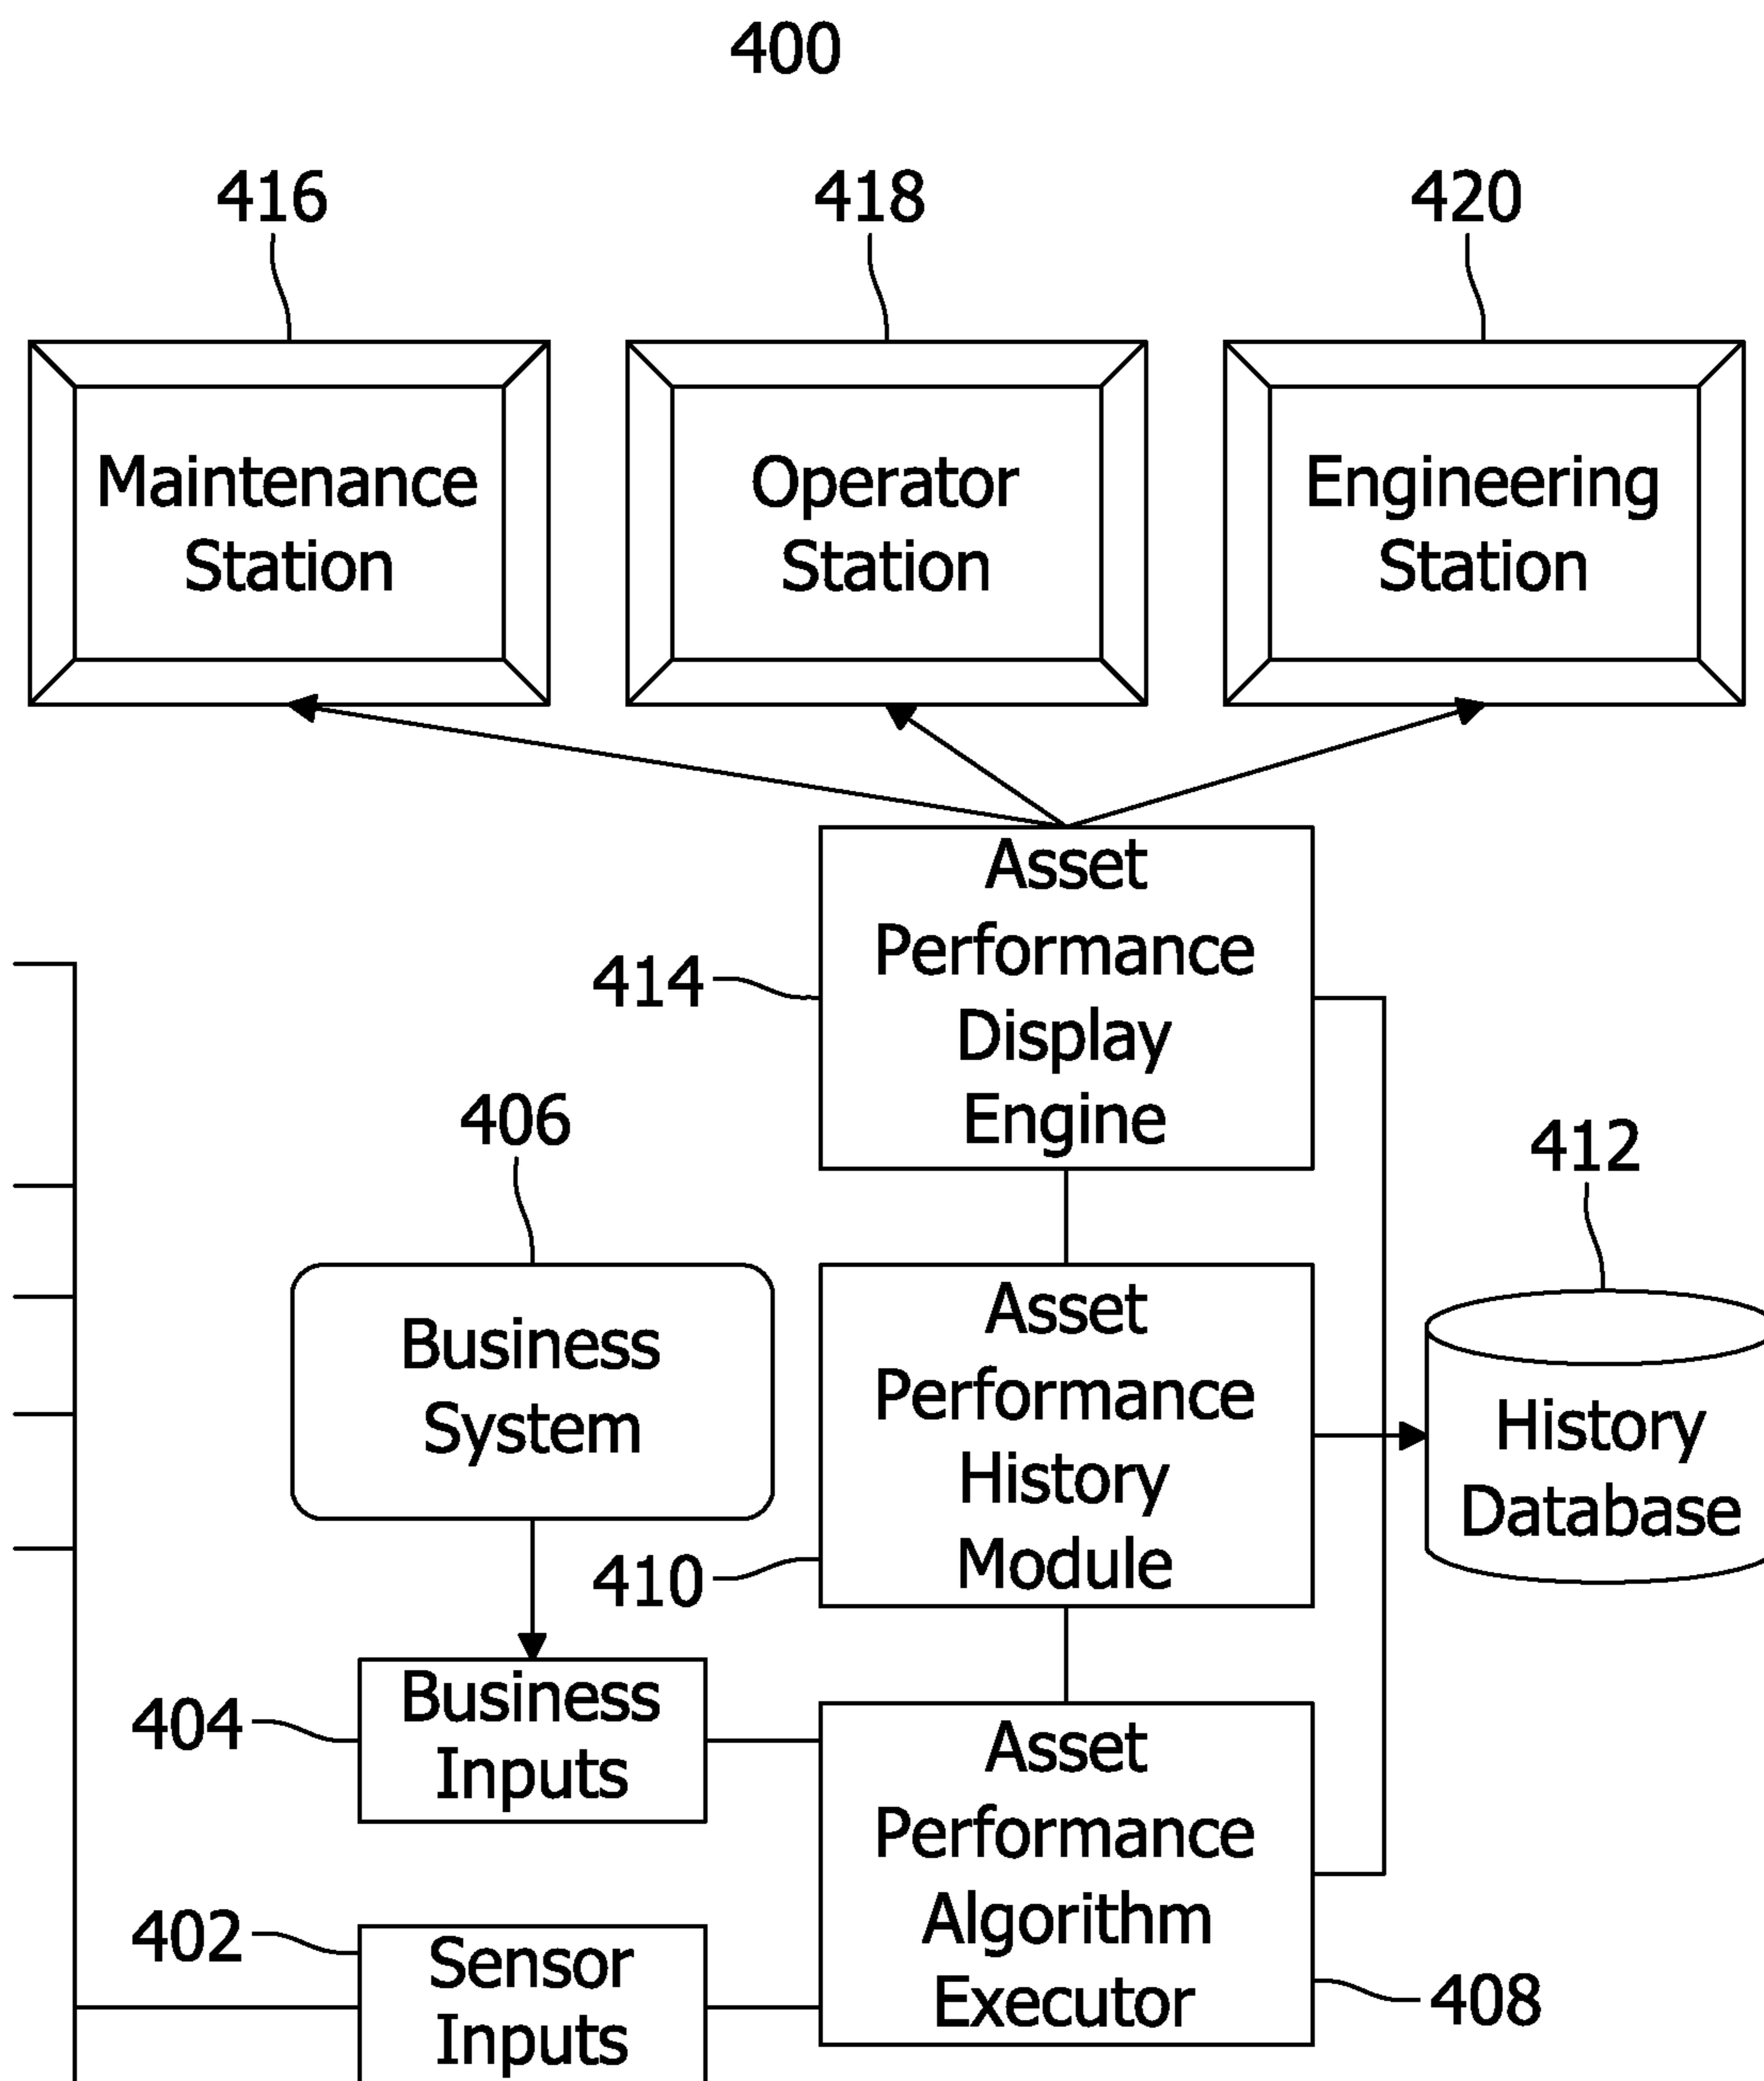 400
416
418
420
Maintenance
Station
Operator
Station
Engineering
Station
Asset
Performance
Display
Engine
414
406
412
Business
System
Asset
Performance
History
Module
410
History
Database
404
Business
Inputs
Asset
Performance
Algorithm
Executor
402
Sensor
Inputs
408